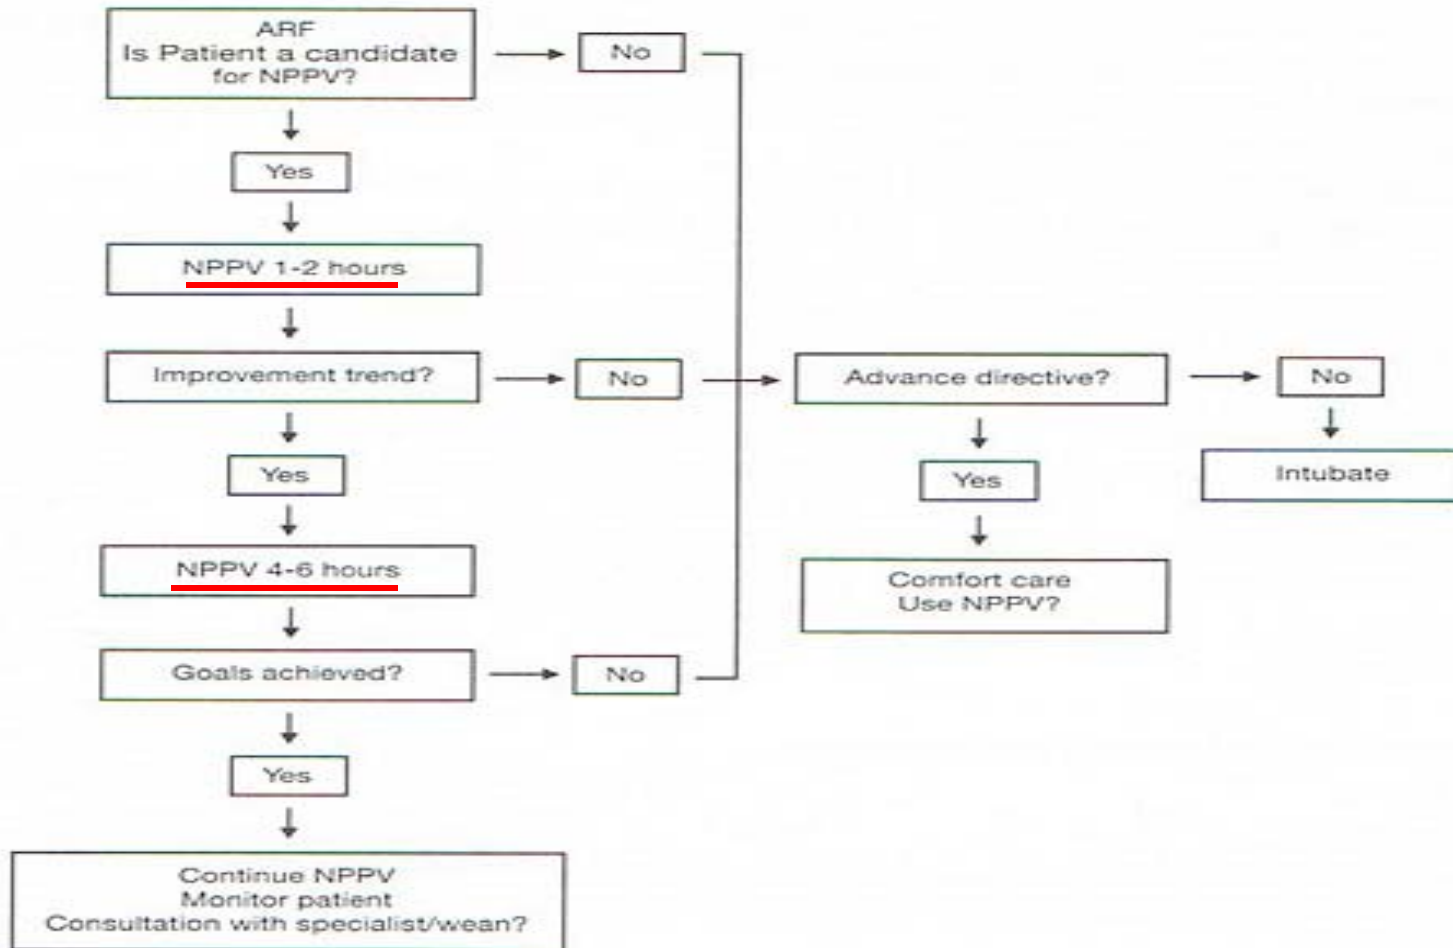 ARF
Is Patient a candidate
for NPPV?
No
Yes
NPPV 1-2 hours
Improvement trend?
No
Advance directive?
No
Yes
Yes
Intubate
NPPV 4-6 hours
Comfort care
Use NPPV?
Goals achieved?
No
Yes
Continue NPPV
Monitor patient
Consultation with specialist/wean?